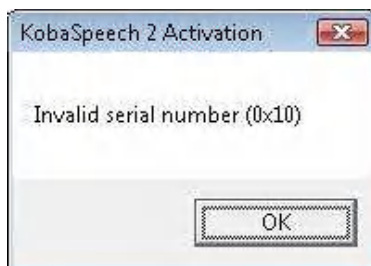 KobaSpeech 2 Activation
Invalid serial number (0x10)
OK